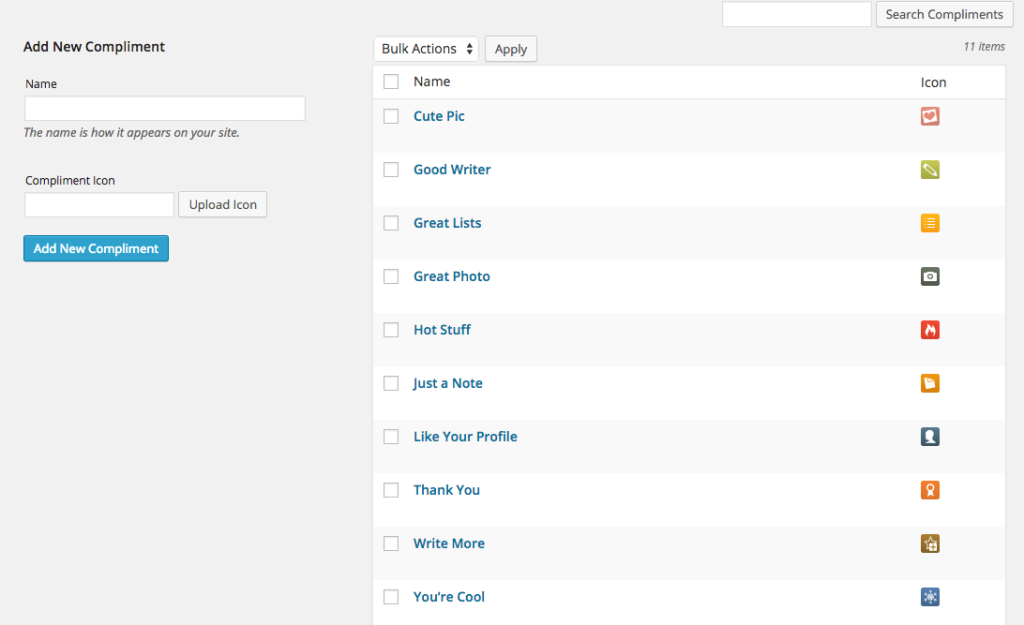 Search Compliments
Add New Compliment
Name
The name is how it appears on your site.
Compliment Icon
Upload Icon
Add New Compliment
Bulk Actions Apply
11 items
Name Icon
Cute Pic
Good Writer
Great Lists
Great Photo
Hot Stuff
Just a Note
Like Your Profile
Thank You
Write More
You’re Cool